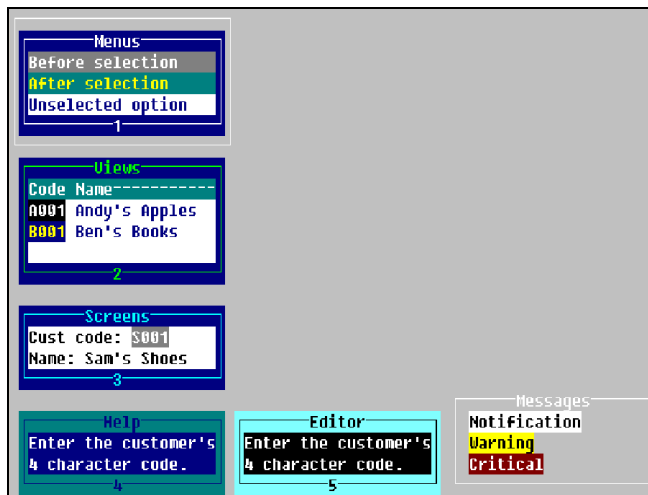 Menus
Before selection
After selection
Unselected option
1
Views
Code Name-----------
A001 Andy's Apples
B001 Ben's Books
2
Screens
Cust code: S001
Name: Sam's Shoes
3
Help
Enter the customer's
4 character code.
4
Editor
Enter the customer's
4 character code.
5
Messages
Notification
Warning
Critical